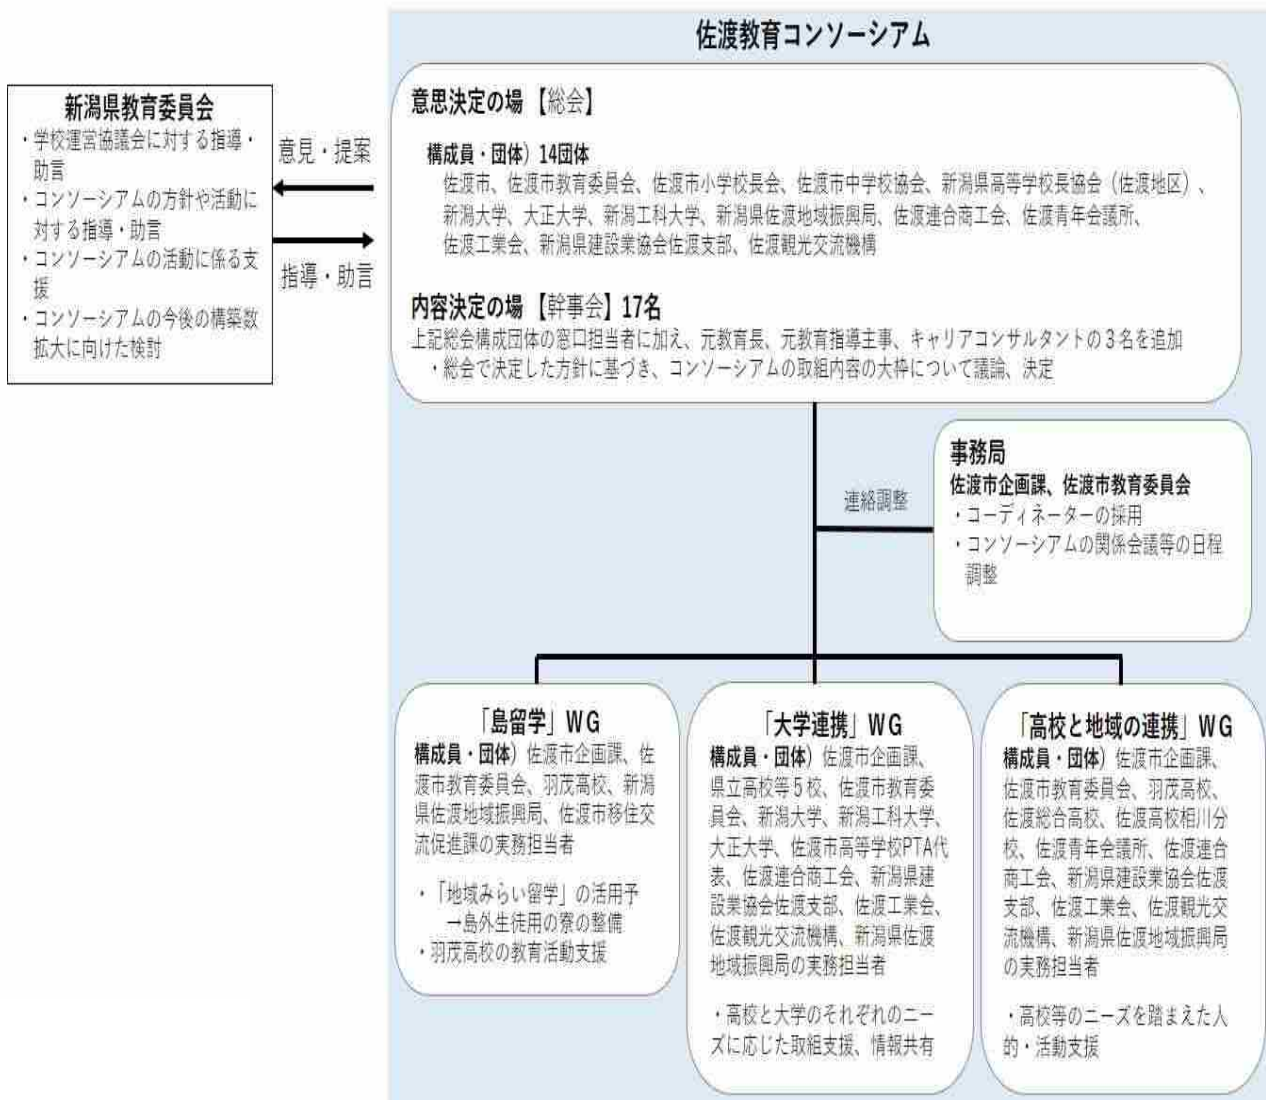 佐渡教育コンソーシアム
新潟県教育委員会
・学校運営協議会に対する指導・
助言
・コンソーシアムの方針や活動に
対する指導・助言
・コンソーシアムの活動に係る支
援
・コンソーシアムの今後の構築数
拡大に向けた検討
意見・提案
指導・助言
意思決定の場【総会】
構成員・団体）14団体
佐渡市、佐渡市教育委員会、佐渡市小学校長会、佐渡市中学校協会、新潟県高等学校長協会（佐渡地区）、
新潟大学、大正大学、新潟工科大学、新潟県佐渡地域振興局、佐渡連合商工会、佐渡青年会議所、
佐渡工業会、新潟県建設業協会佐渡支部、佐渡観光交流機構
内容決定の場【幹事会】17名
上記総会構成団体の窓口担当者に加え、元教育長、元教育指導主事、キャリアコンサルタントの３名を追加
・総会で決定した方針に基づき、コンソーシアムの取組内容の大枠について議論、決定
連絡調整
事務局
佐渡市企画課、佐渡市教育委員会
・コーディネーターの採用
・コンソーシアムの関係会議等の日程
調整
「島留学」ＷＧ
構成員・団体）佐渡市企画課、佐
渡市教育委員会、羽茂高校、新潟
県佐渡地域振興局、佐渡市移住交
流促進課の実務担当者
・「地域みらい留学」の活用予
→島外生徒用の寮の整備
・羽茂高校の教育活動支援
「大学連携」ＷＧ
構成員・団体）佐渡市企画課、
県立高校等５校、佐渡市教育委
員会、新潟大学、新潟工科大学、
大正大学、佐渡市高等学校PTA代
表、佐渡連合商工会、新潟県建
設業協会佐渡支部、佐渡工業会、
佐渡観光交流機構、新潟県佐渡
地域振興局の実務担当者
・高校と大学のそれぞれのニー
ズに応じた取組支援、情報共有
「高校と地域の連携」ＷＧ
構成員・団体）佐渡市企画課、
佐渡市教育委員会、羽茂高校、
佐渡総合高校、佐渡高校相川分
校、佐渡青年会議所、佐渡連合
商工会、新潟県建設業協会佐渡
支部、佐渡工業会、佐渡観光交
流機構、新潟県佐渡地域振興局
の実務担当者
・高校等のニーズを踏まえた人
的・活動支援